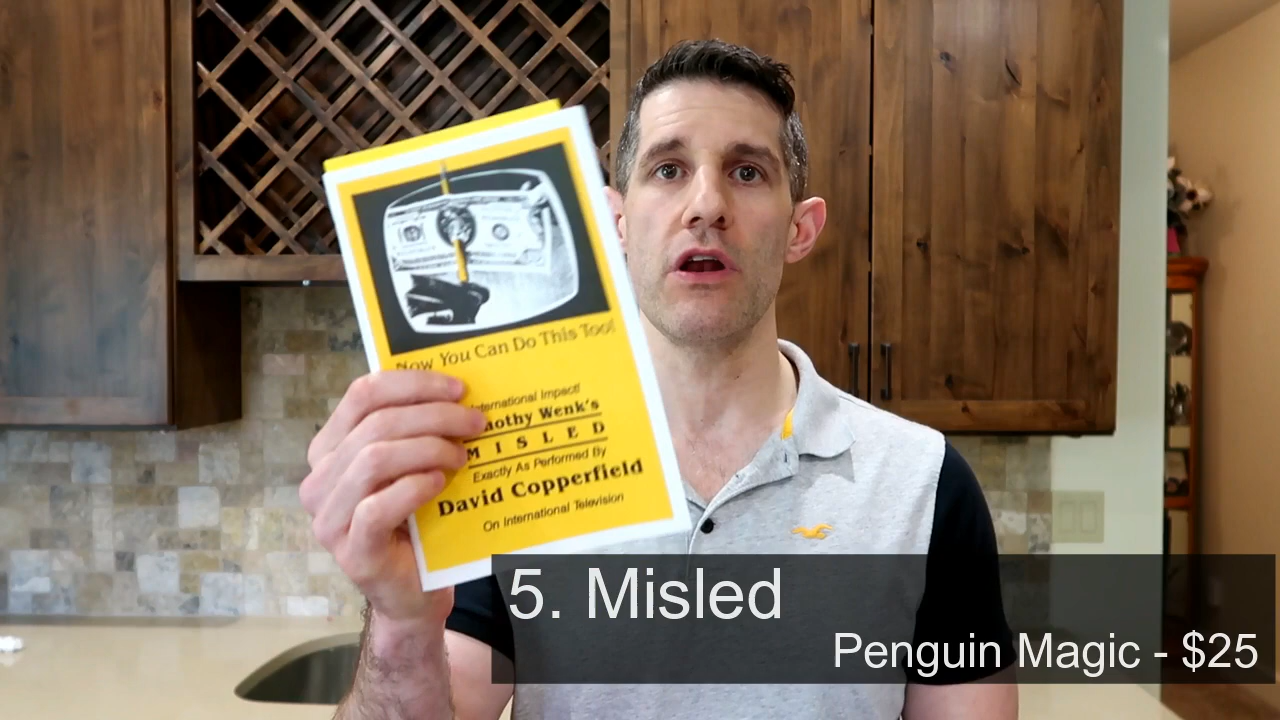 Now You Can Do This Too!
International Impact!
Timothy Wenk's
MISLED
Exactly As Performed By
David Copperfield
On International Television
5. Misled
Penguin Magic - $25